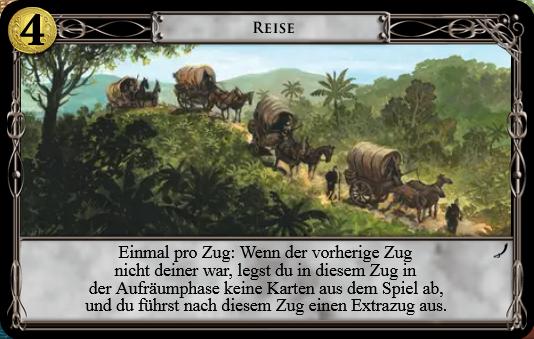 4
Reise
Einmal pro Zug: Wenn der vorherige Zug
nicht deiner war, legst du in diesem Zug in
der Aufräumphase keine Karten aus dem Spiel ab,
und du führst nach diesem Zug einen Extrazug aus.